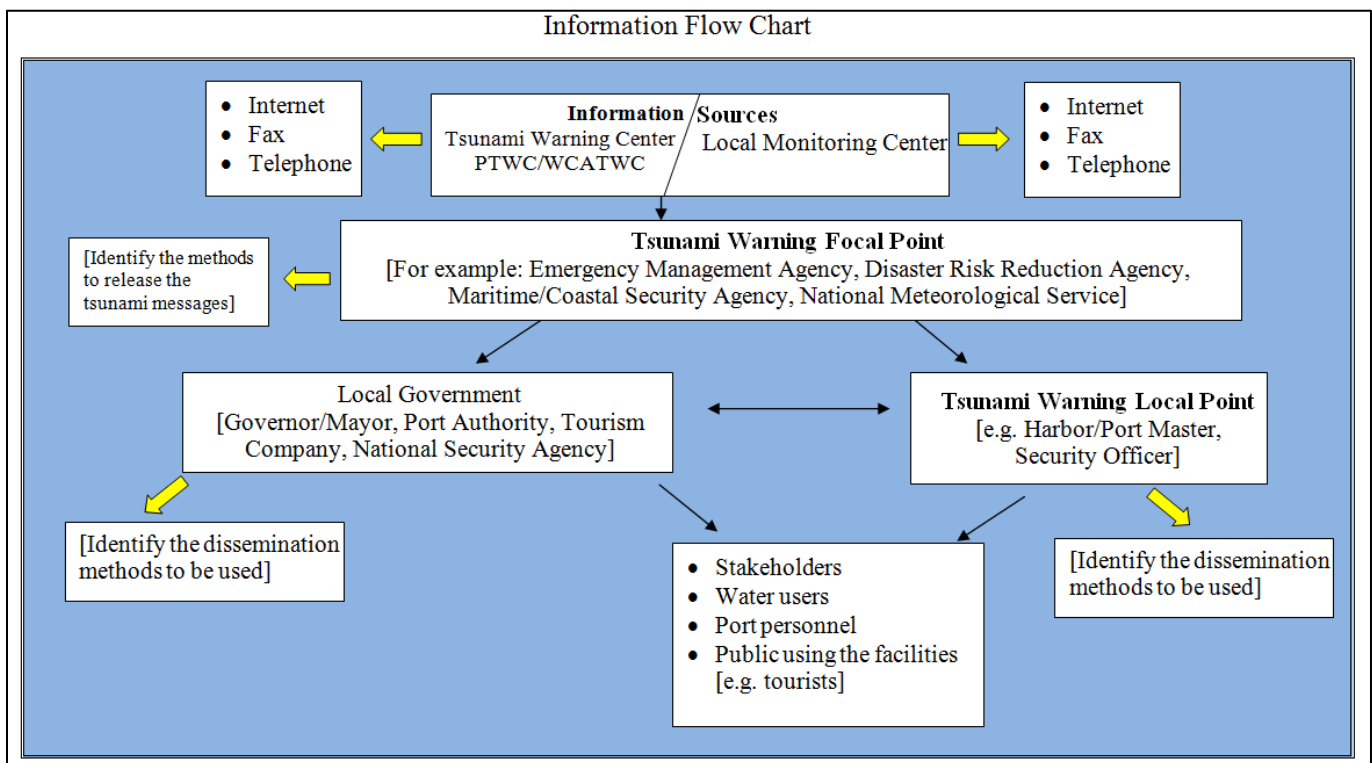 Information Flow Chart
• Internet
• Fax
• Telephone
Information / Sources
Tsunami Warning Center
PTWC/WCATWC
Local Monitoring Center
• Internet
• Fax
• Telephone
[Identify the methods
to release the
tsunami messages]
Tsunami Warning Focal Point
[For example: Emergency Management Agency, Disaster Risk Reduction Agency,
Maritime/Coastal Security Agency, National Meteorological Service]
Local Government
[Governor/Mayor, Port Authority, Tourism
Company, National Security Agency]
Tsunami Warning Local Point
[e.g. Harbor/Port Master,
Security Officer]
[Identify the dissemination
methods to be used]
• Stakeholders
• Water users
• Port personnel
• Public using the facilities
[e.g. tourists]
[Identify the dissemination
methods to be used]